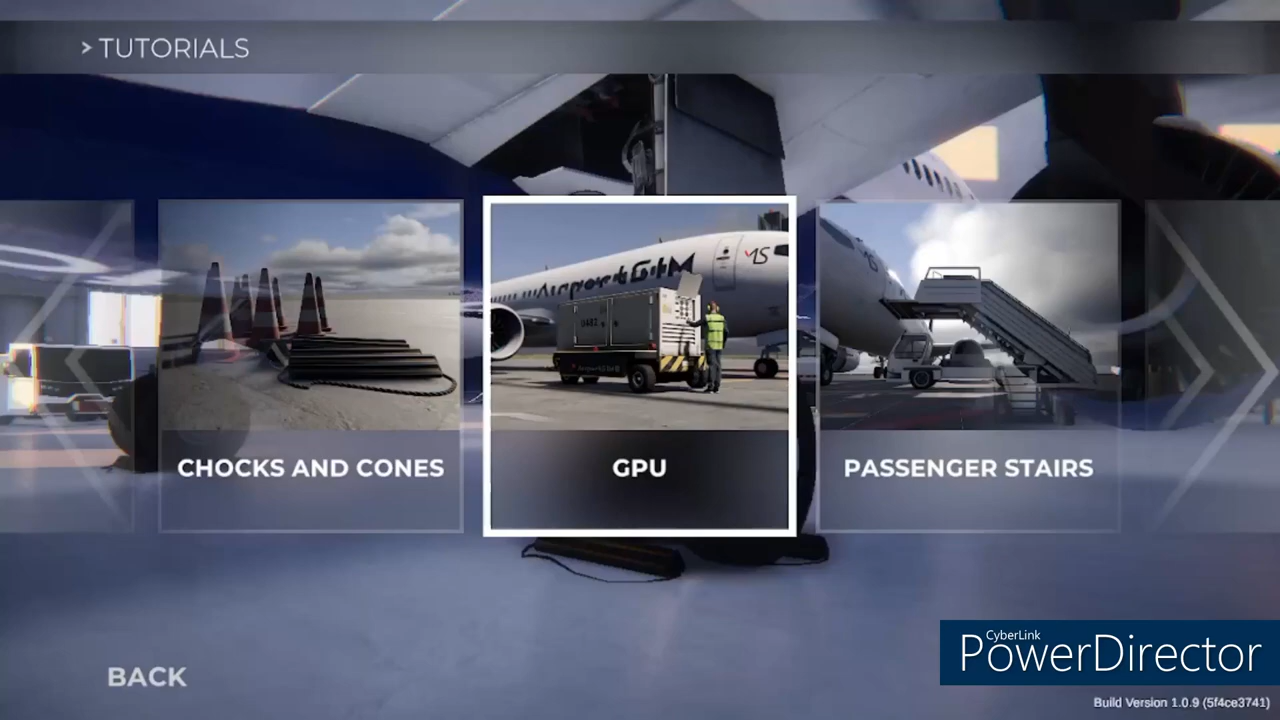 > TUTORIALS
CHOCKS AND CONES
GPU
PASSENGER STAIRS
BACK
CyberLink
PowerDirector
Build Version 1.0.9 (5f4ce3741)